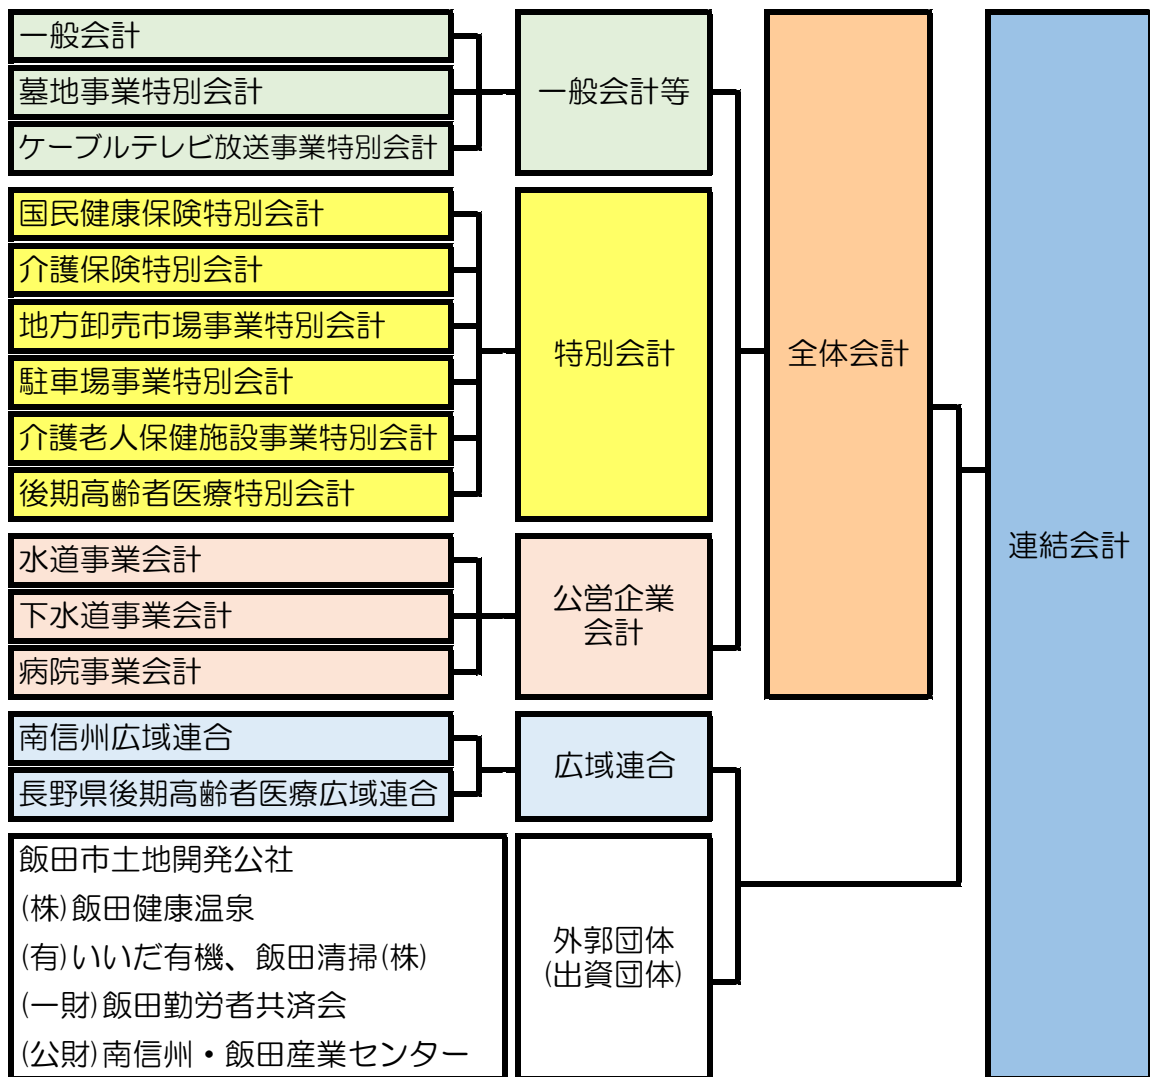 一般会計
墓地事業特別会計
ケーブルテレビ放送事業特別会計
一般会計等
国民健康保険特別会計
介護保険特別会計
地方卸売市場事業特別会計
駐車場事業特別会計
介護老人保健施設事業特別会計
後期高齢者医療特別会計
特別会計
水道事業会計
下水道事業会計
病院事業会計
公営企業
会計
全体会計
南信州広域連合
長野県後期高齢者医療広域連合
広域連合
飯田市土地開発公社
(株)飯田健康温泉
(有)いいだ有機、飯田清掃(株)
(一財)飯田勤労者共済会
(公財)南信州・飯田産業センター
外郭団体
(出資団体)
連結会計